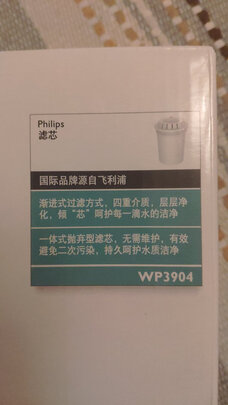 Philips
滤芯
国际品牌源自飞利浦
渐进式过滤方式，四重介质，层层净
化，倾“芯”呵护每一滴水的洁净
一体式抛弃型滤芯，无需维护，有效
避免二次污染，持久呵护水质洁净
WP3904